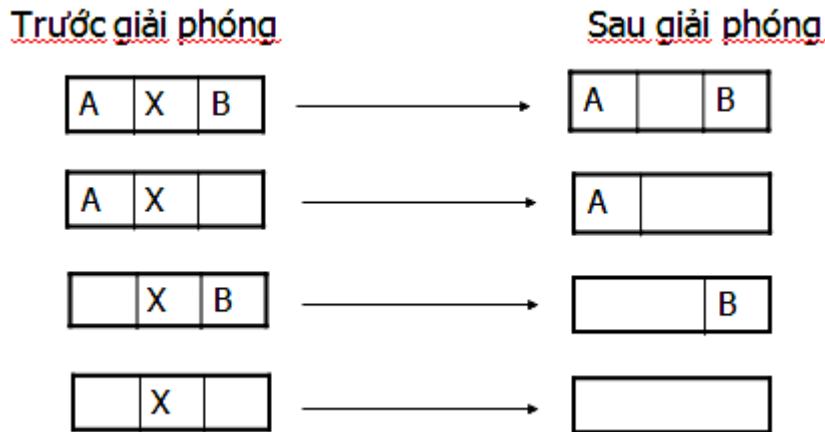 Trước giải phóng
Sau giải phóng
A X B
A B
A X
A
X B
B
X